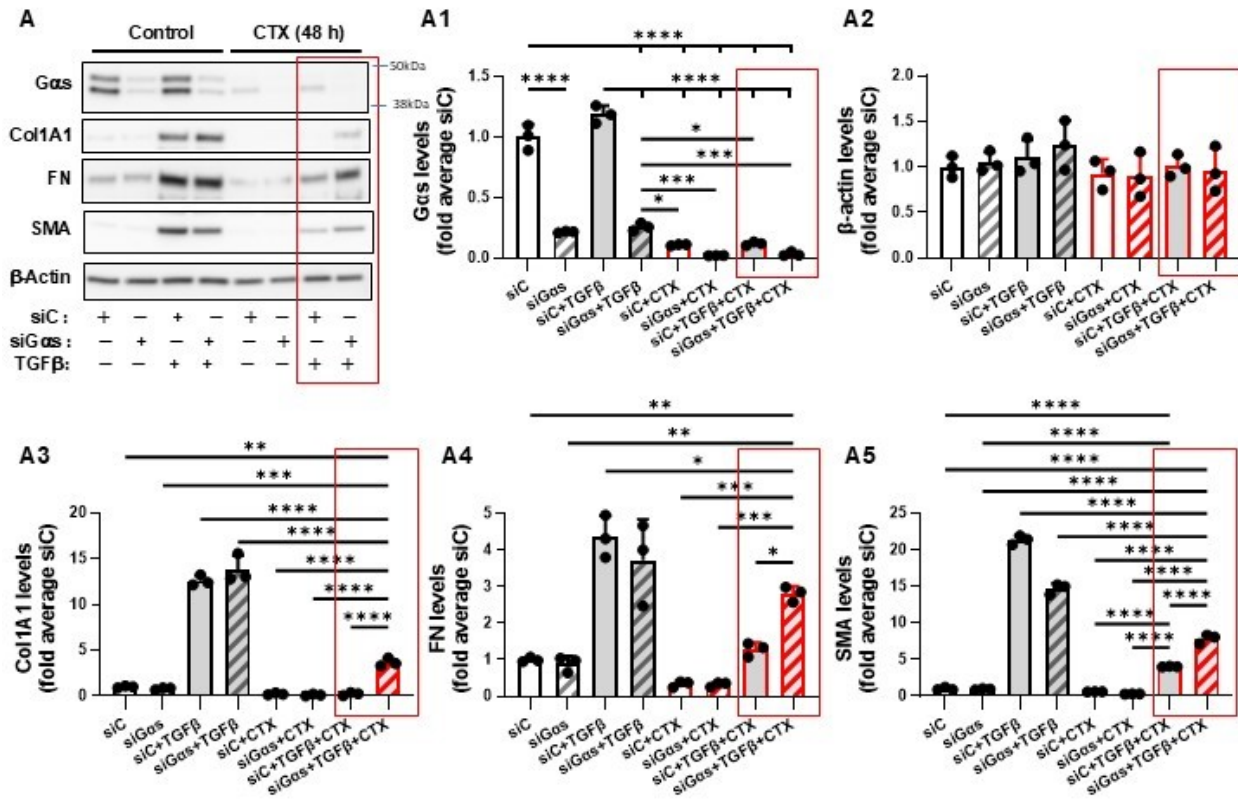 A
Control CTX (48 h)
Gαs
50kDa
38kDa
Col1A1
FN
SMA
β-Actin
siC : + – + – + – + –
siGαs: – + – + – + – +
TGFβ: – – + + – – + +
A1
****
****
****
*
***
***
*
Gαs levels
(fold average siC)
1.5
1.0
0.5
0.0
siC
siGαs
siC+TGFβ
siGαs+TGFβ
siC+CTX
siGαs+CTX
siC+TGFβ+CTX
siGαs+TGFβ+CTX
A2
β-actin levels
(fold average siC)
2.0
1.5
1.0
0.5
0.0
siC
siGαs
siC+TGFβ
siGαs+TGFβ
siC+CTX
siGαs+CTX
siC+TGFβ+CTX
siGαs+TGFβ+CTX
A3
**
***
****
****
****
****
****
Col1A1 levels
(fold average siC)
20
15
10
5
0
siC
siGαs
siC+TGFβ
siGαs+TGFβ
siC+CTX
siGαs+CTX
siC+TGFβ+CTX
siGαs+TGFβ+CTX
A4
**
**
*
***
***
*
FN levels
(fold average siC)
5
4
3
2
1
0
siC
siGαs
siC+TGFβ
siGαs+TGFβ
siC+CTX
siGαs+CTX
siC+TGFβ+CTX
siGαs+TGFβ+CTX
A5
****
****
****
****
****
****
****
****
****
****
****
SMA levels
(fold average siC)
25
20
15
10
5
0
siC
siGαs
siC+TGFβ
siGαs+TGFβ
siC+CTX
siGαs+CTX
siC+TGFβ+CTX
siGαs+TGFβ+CTX